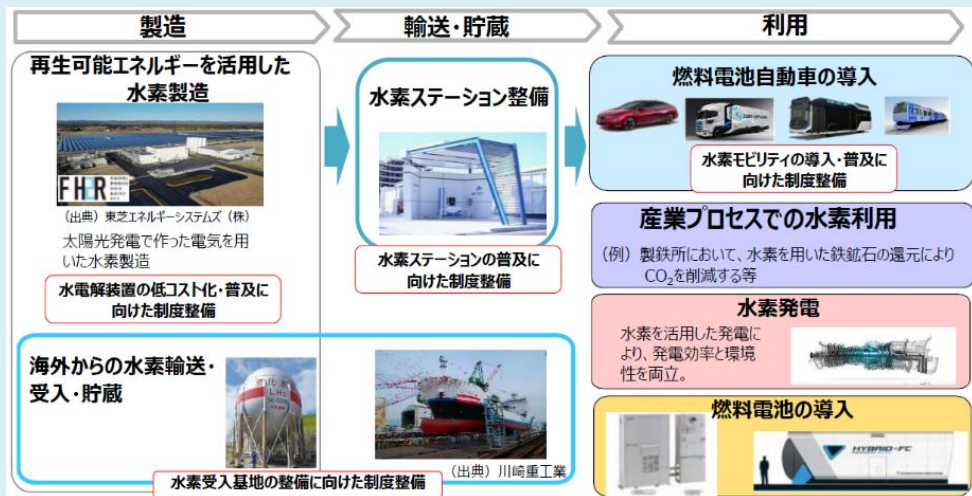 製造
輸送・貯蔵
利用
再生可能エネルギーを活用した
水素製造
FH2R
（出典）東芝エネルギーシステムズ（株）
太陽光発電で作った電気を用
いた水素製造
水電解装置の低コスト化・普及に
向けた制度整備
水素ステーション整備
水素ステーションの普及に
向けた制度整備
海外からの水素輸送・
受入・貯蔵
LH2
（出典）川崎重工業
水素受入基地の整備に向けた制度整備
燃料電池自動車の導入
水素モビリティの導入・普及に
向けた制度整備
産業プロセスでの水素利用
（例）製鉄所において、水素を用いた鉄鉱石の還元により
CO₂を削減する等
水素発電
水素を活用した発電によ
り、発電効率と環境
性を両立。
燃料電池の導入
HYBRID-FC